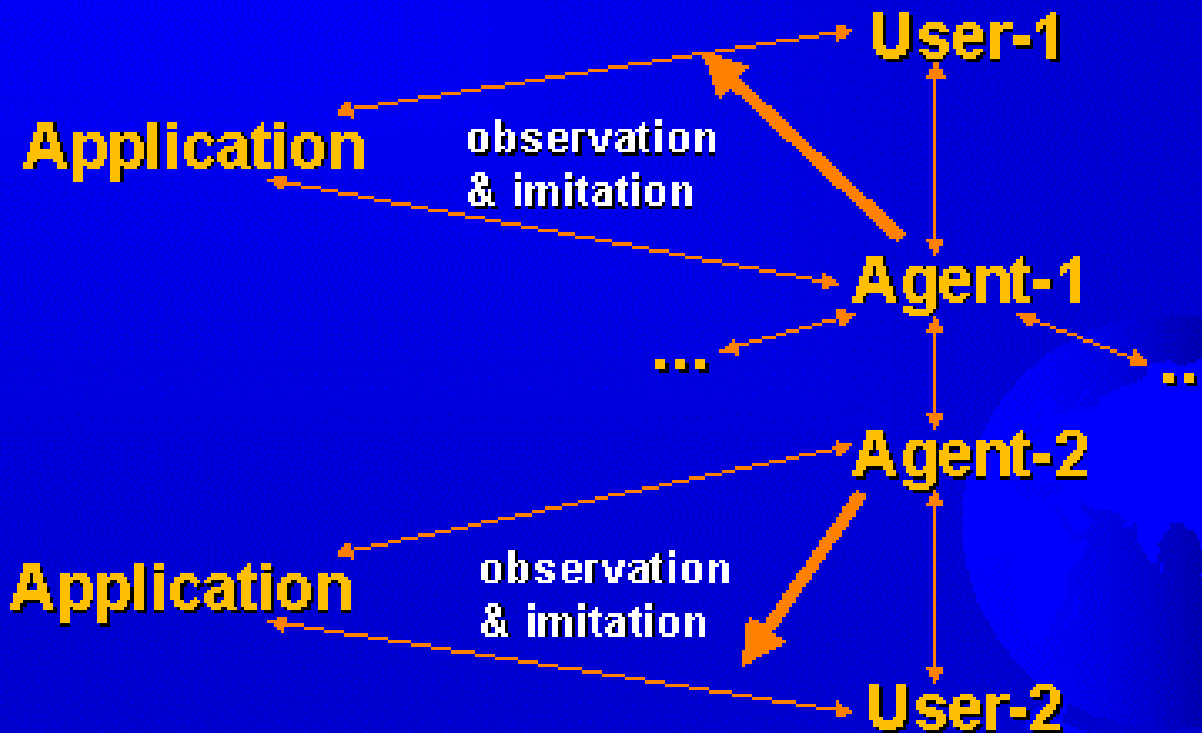 User-1
Application
observation
& imitation
Agent-1
...
..
Agent-2
Application
observation
& imitation
User-2